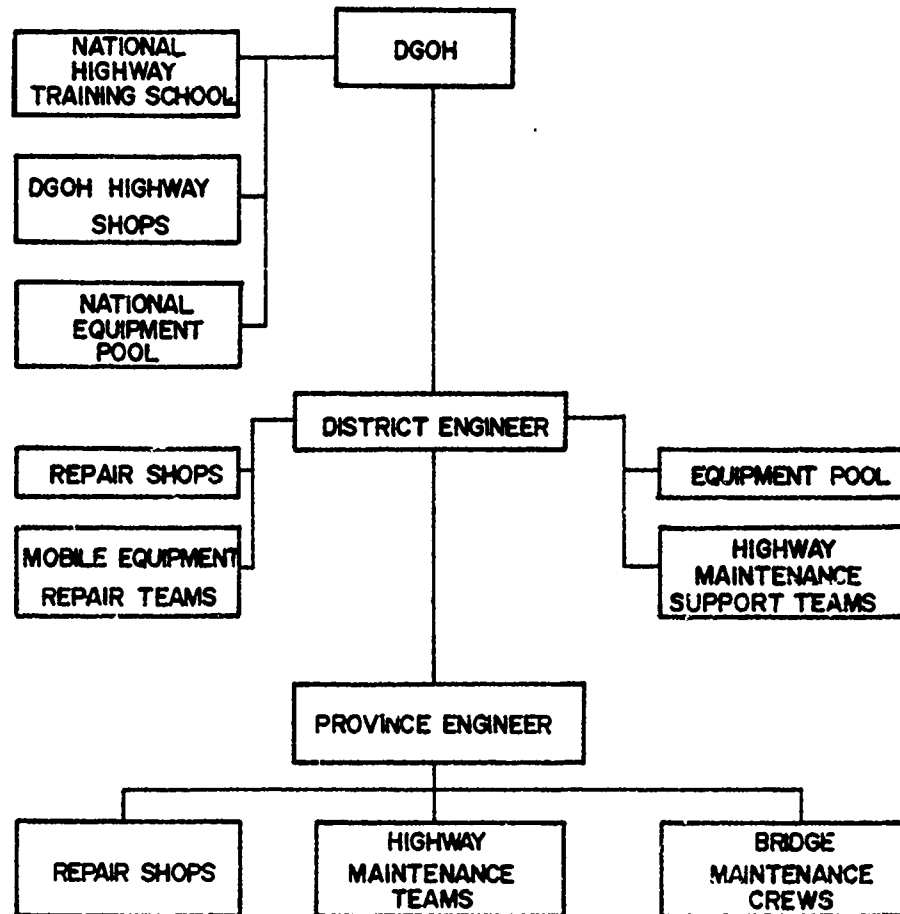 NATIONAL
HIGHWAY
TRAINING SCHOOL
DGOH
DGOH HIGHWAY
SHOPS
NATIONAL
EQUIPMENT
POOL
DISTRICT ENGINEER
REPAIR SHOPS
EQUIPMENT POOL
MOBILE EQUIPMENT
REPAIR TEAMS
HIGHWAY
MAINTENANCE
SUPPORT TEAMS
PROVINCE ENGINEER
REPAIR SHOPS
HIGHWAY
MAINTENANCE
TEAMS
BRIDGE
MAINTENANCE
CREWS